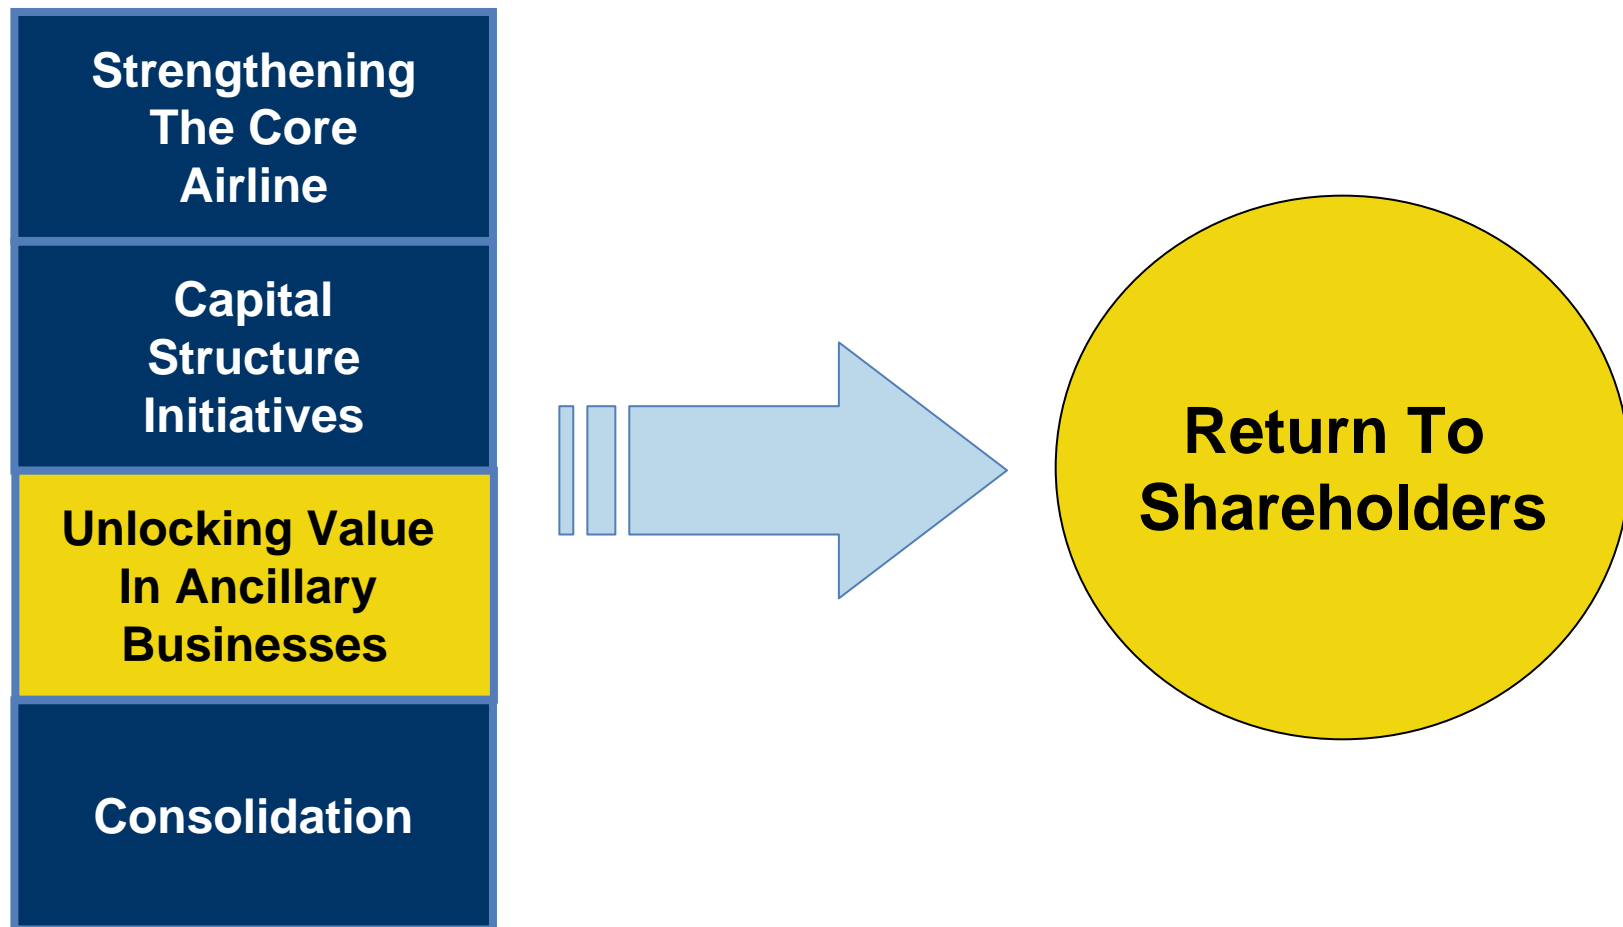 Strengthening
The Core
Airline
Capital
Structure
Initiatives
Unlocking Value
In Ancillary
Businesses
Consolidation
Return To
Shareholders